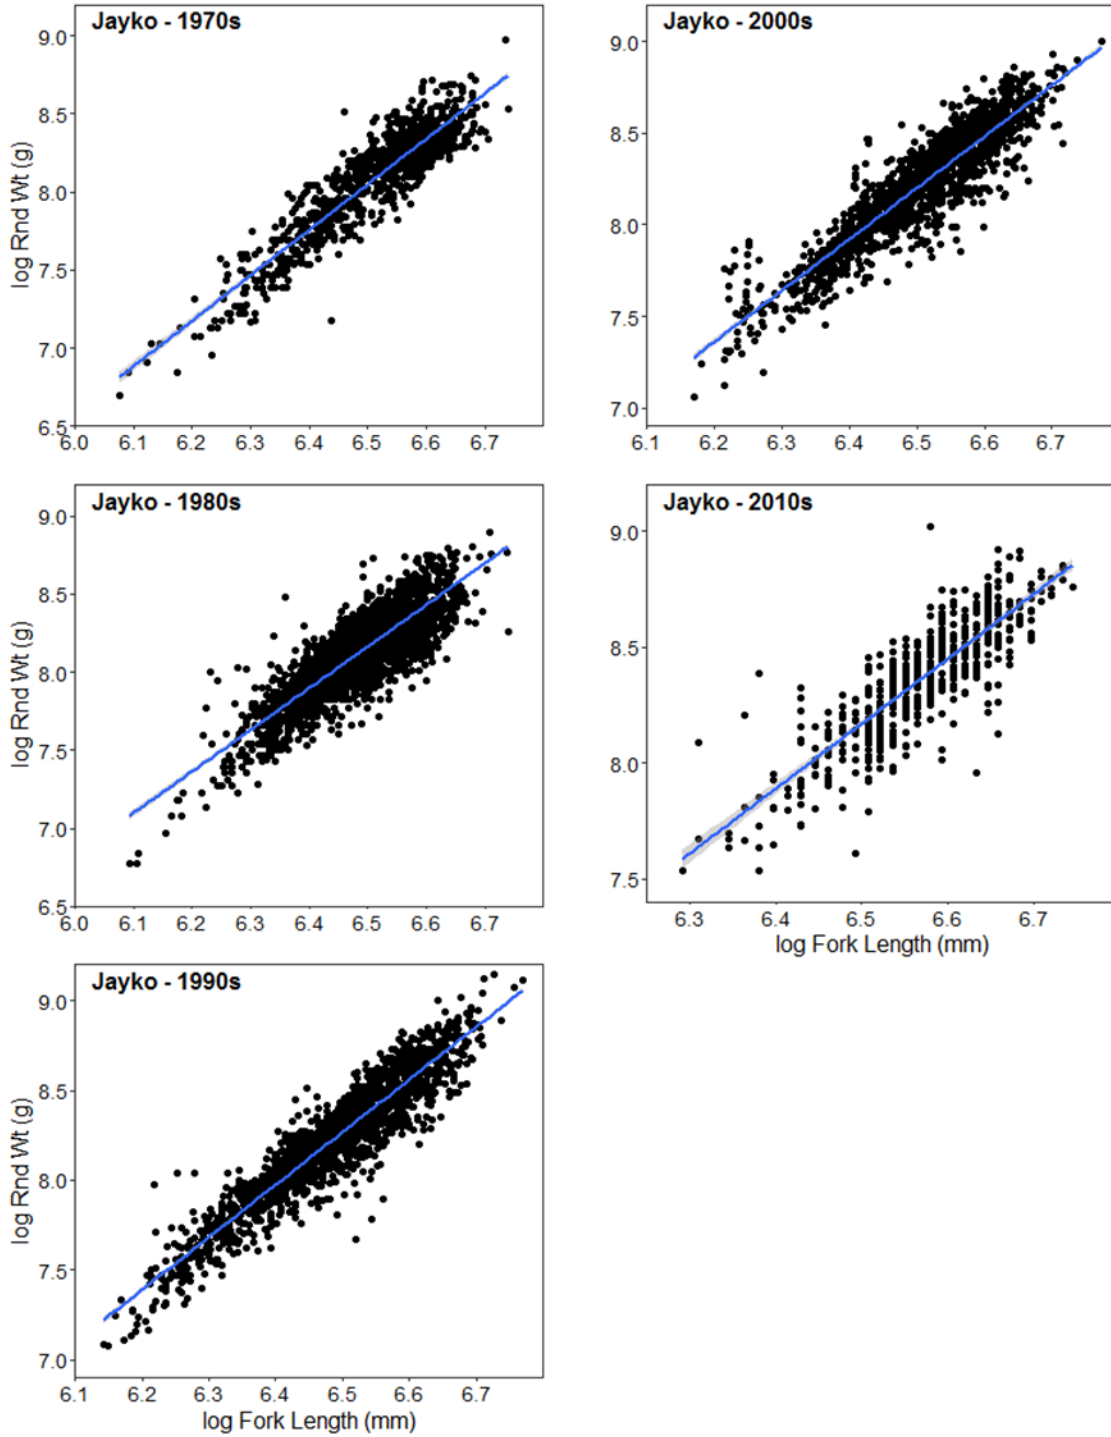 Jayko - 1970s
log Rnd Wt (g)
9.0
8.5
8.0
7.5
7.0
6.5
6.0 6.1 6.2 6.3 6.4 6.5 6.6 6.7
Jayko - 2000s
9.0
8.5
8.0
7.5
7.0
6.1 6.2 6.3 6.4 6.5 6.6 6.7
Jayko - 1980s
log Rnd Wt (g)
9.0
8.5
8.0
7.5
7.0
6.5
6.0 6.1 6.2 6.3 6.4 6.5 6.6 6.7
Jayko - 2010s
9.0
8.5
8.0
7.5
6.3 6.4 6.5 6.6 6.7
log Fork Length (mm)
Jayko - 1990s
log Rnd Wt (g)
9.0
8.5
8.0
7.5
7.0
6.1 6.2 6.3 6.4 6.5 6.6 6.7
log Fork Length (mm)